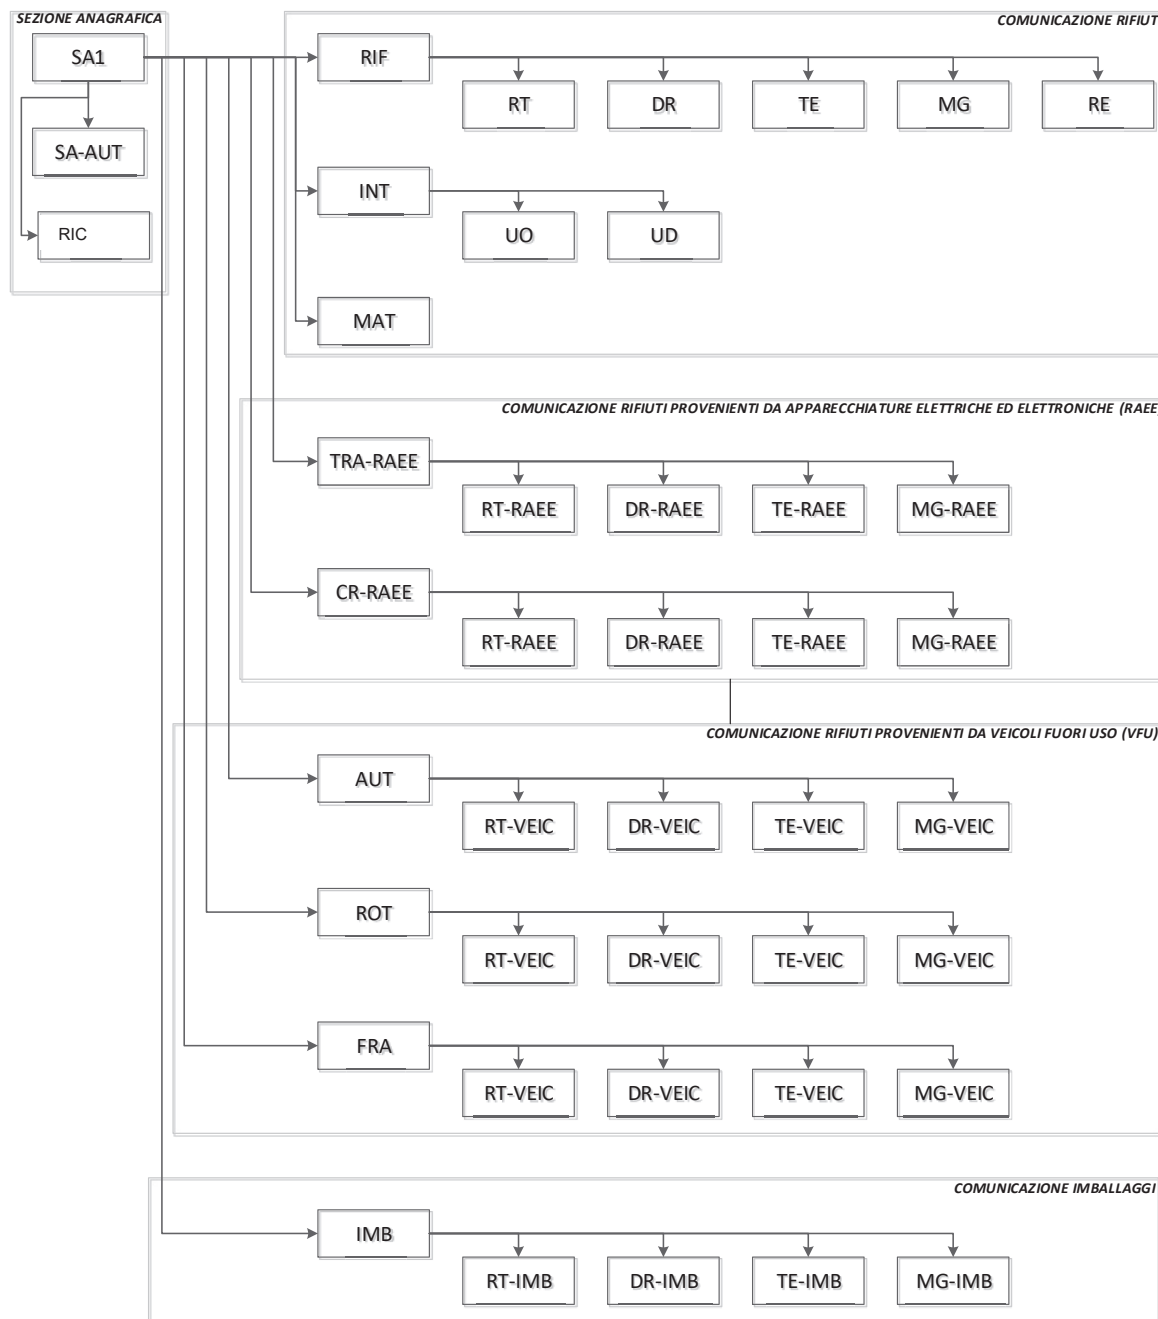 SEZIONE ANAGRAFICA
SA1
SA-AUT
RIC
COMUNICAZIONE RIFIUT
RIF
RT
DR
TE
MG
RE
INT
UO
UD
MAT
COMUNICAZIONE RIFIUTI PROVENIENTI DA APPARECCHIATURE ELETTRICHE ED ELETTRONICHE (RAEE
TRA-RAEE
RT-RAEE
DR-RAEE
TE-RAEE
MG-RAEE
CR-RAEE
RT-RAEE
DR-RAEE
TE-RAEE
MG-RAEE
COMUNICAZIONE RIFIUTI PROVENIENTI DA VEICOLI FUORI USO (VFU)
AUT
RT-VEIC
DR-VEIC
TE-VEIC
MG-VEIC
ROT
RT-VEIC
DR-VEIC
TE-VEIC
MG-VEIC
FRA
RT-VEIC
DR-VEIC
TE-VEIC
MG-VEIC
COMUNICAZIONE IMBALLAGGI
IMB
RT-IMB
DR-IMB
TE-IMB
MG-IMB